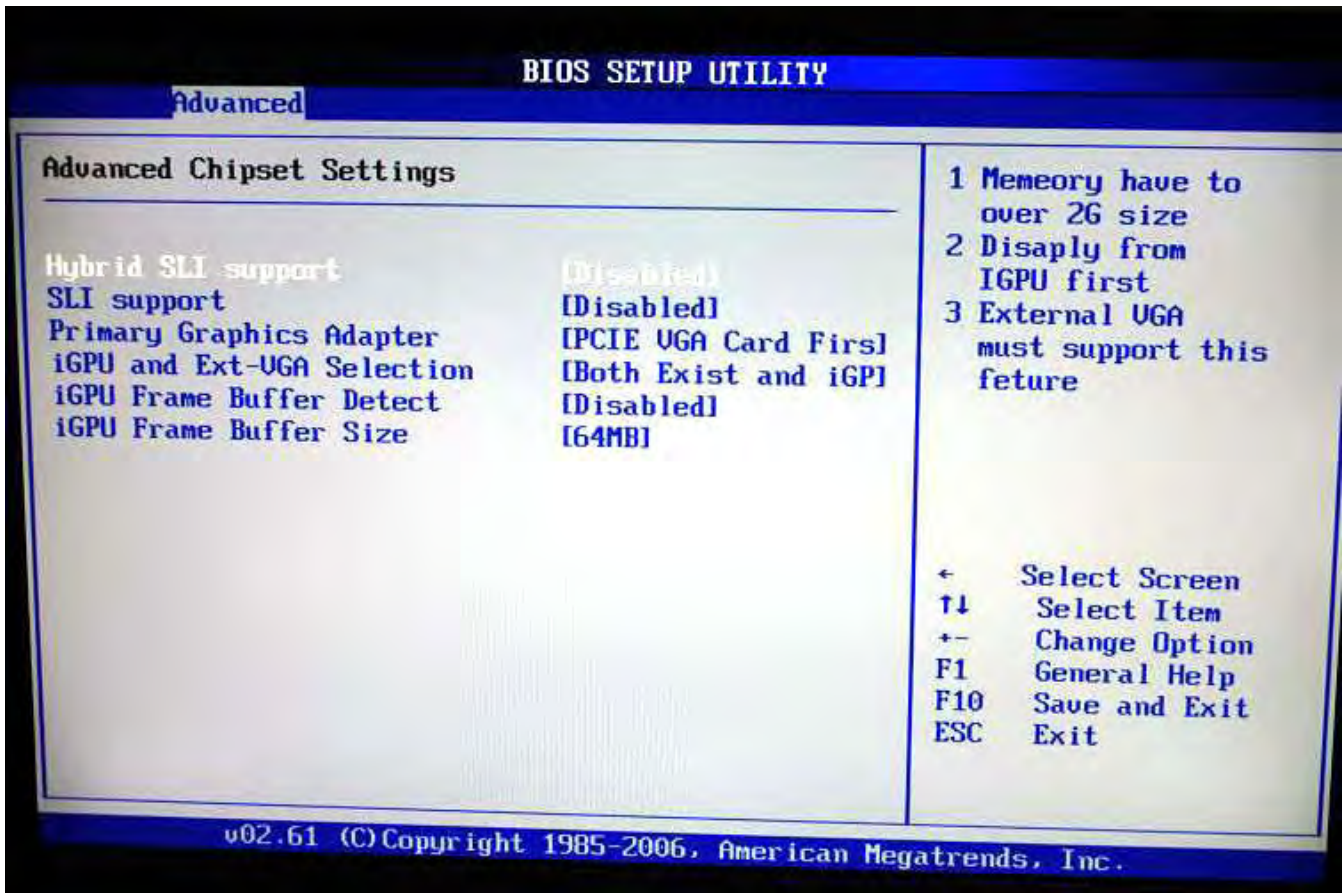 BIOS SETUP UTILITY
Advanced
Advanced Chipset Settings
Hybrid SLI support [Disabled]
SLI support [Disabled]
Primary Graphics Adapter [PCIE VGA Card Firs]
iGPU and Ext-VGA Selection [Both Exist and iGP]
iGPU Frame Buffer Detect [Disabled]
iGPU Frame Buffer Size [64MB]
1 Memeory have to
over 2G size
2 Disaply from
IGPU first
3 External VGA
must support this
feture
← Select Screen
↑↓ Select Item
+- Change Option
F1 General Help
F10 Save and Exit
ESC Exit
v02.61 (C)Copyright 1985-2006, American Megatrends, Inc.